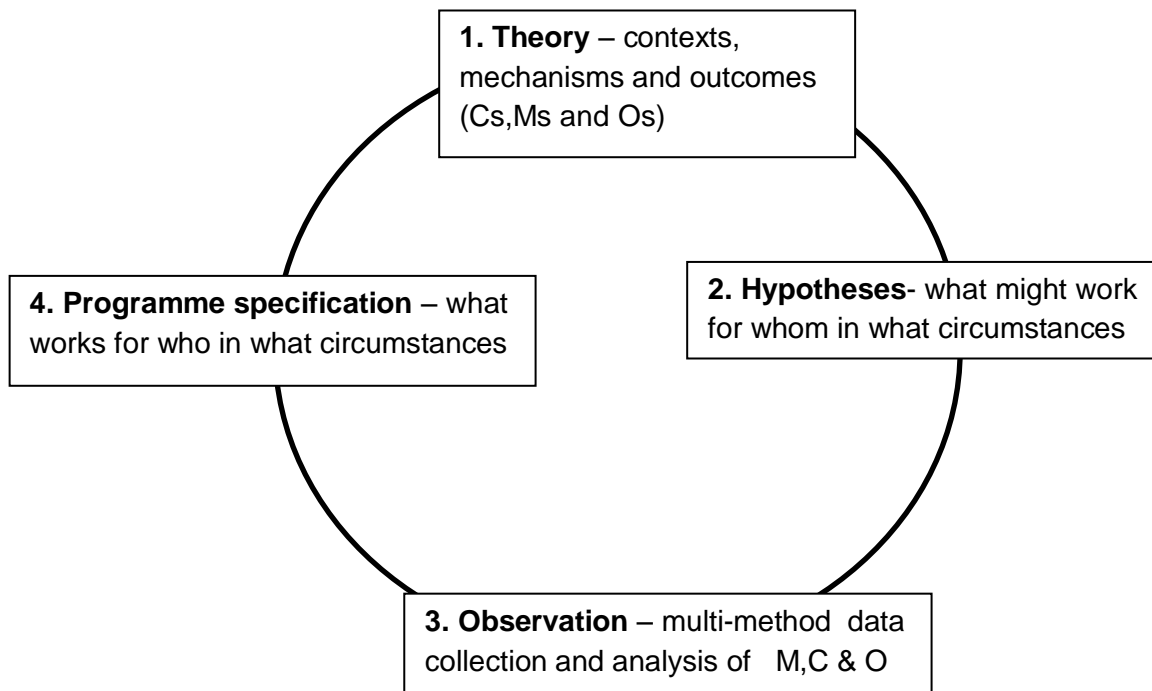 1. Theory – contexts,
mechanisms and outcomes
(Cs,Ms and Os)
2. Hypotheses- what might work
for whom in what circumstances
3. Observation – multi-method  data
collection and analysis of   M,C & O
4. Programme specification – what
works for who in what circumstances